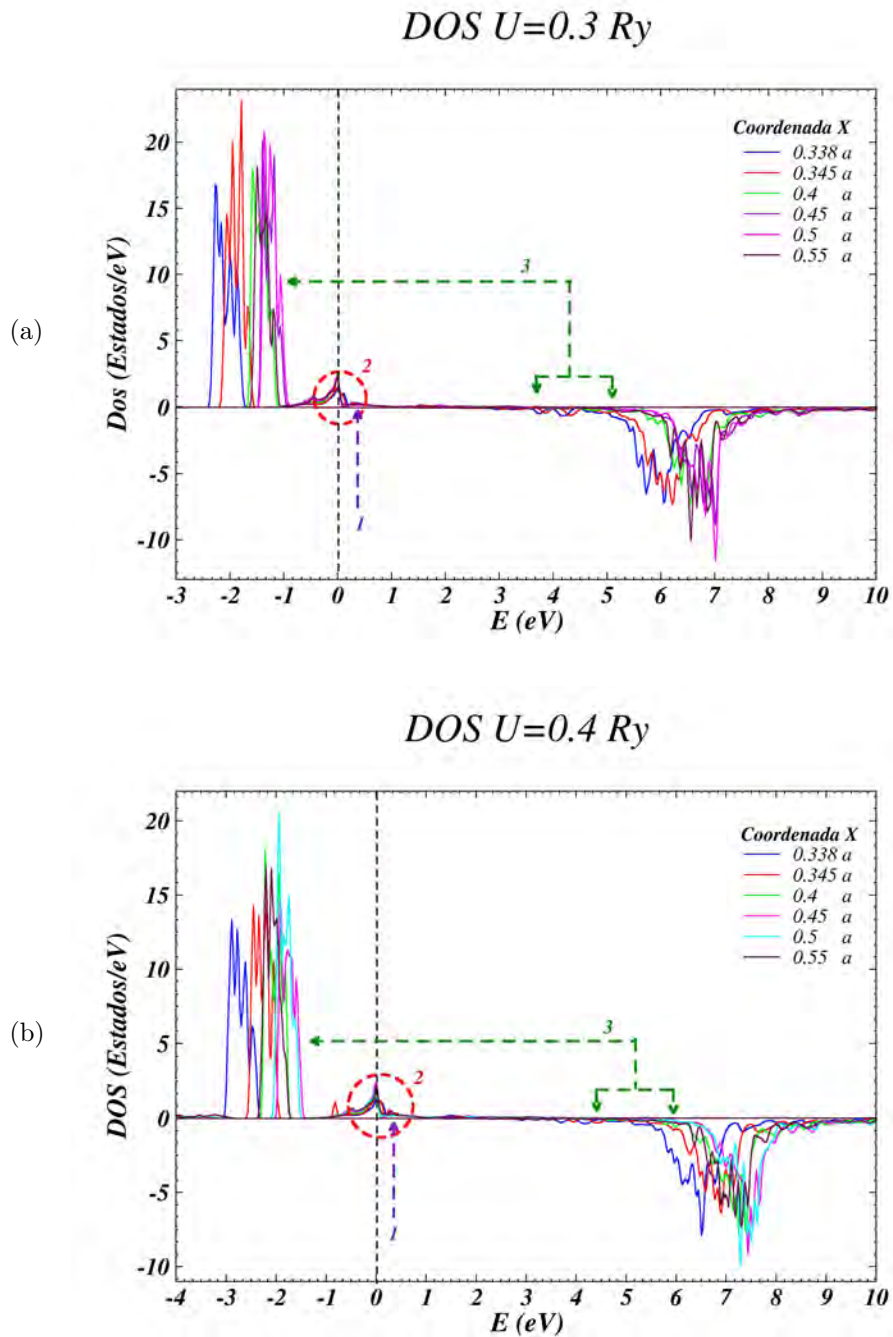 DOS U=0.3 Ry
(a)
Dos (Estados/eV)
20
15
10
5
0
-5
-10
Coordenada X
0.338 a
0.345 a
0.4 a
0.45 a
0.5 a
0.55 a
3
2
1
-3 -2 -1 0 1 2 3 4 5 6 7 8 9 10
E (eV)
DOS U=0.4 Ry
(b)
DOS (Estados/eV)
20
15
10
5
0
-5
-10
Coordenada X
0.338 a
0.345 a
0.4 a
0.45 a
0.5 a
0.55 a
3
2
1
-4 -3 -2 -1 0 1 2 3 4 5 6 7 8 9 10
E (eV)